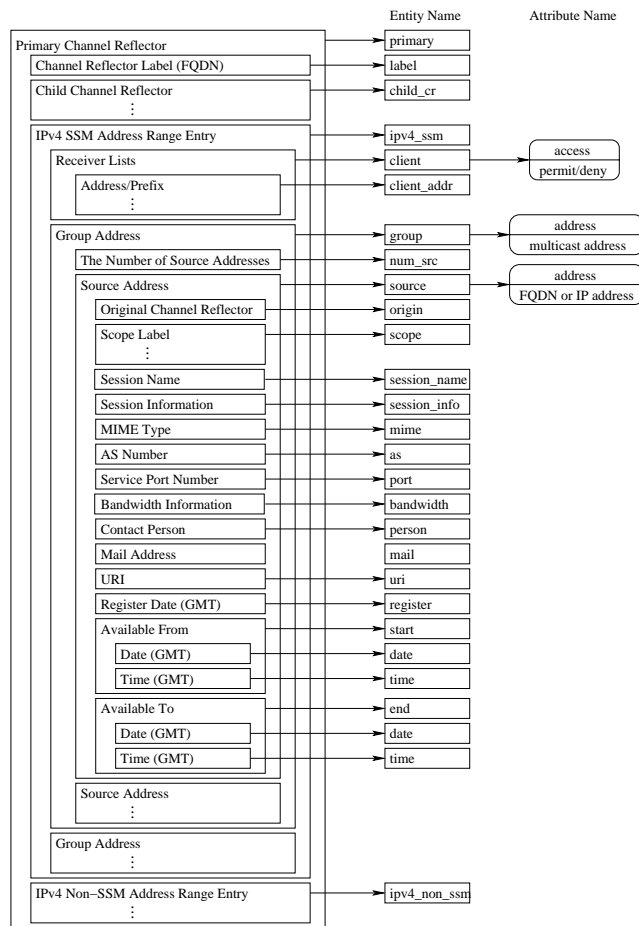 Entity Name Attribute Name
Primary Channel Reflector primary
Channel Reflector Label (FQDN) label
Child Channel Reflector child_cr
⋮
IPv4 SSM Address Range Entry ipv4_ssm
Receiver Lists client access
permit/deny
Address/Prefix client_addr
⋮
Group Address group address
multicast address
The Number of Source Addresses num_src
Source Address source address
FQDN or IP address
Original Channel Reflector origin
Scope Label scope
⋮
Session Name session_name
Session Information session_info
MIME Type mime
AS Number as
Service Port Number port
Bandwidth Information bandwidth
Contact Person person
Mail Address mail
URI uri
Register Date (GMT) register
Available From start
Date (GMT) date
Time (GMT) time
Available To end
Date (GMT) date
Time (GMT) time
Source Address
⋮
Group Address
⋮
IPv4 Non−SSM Address Range Entry ipv4_non_ssm
⋮